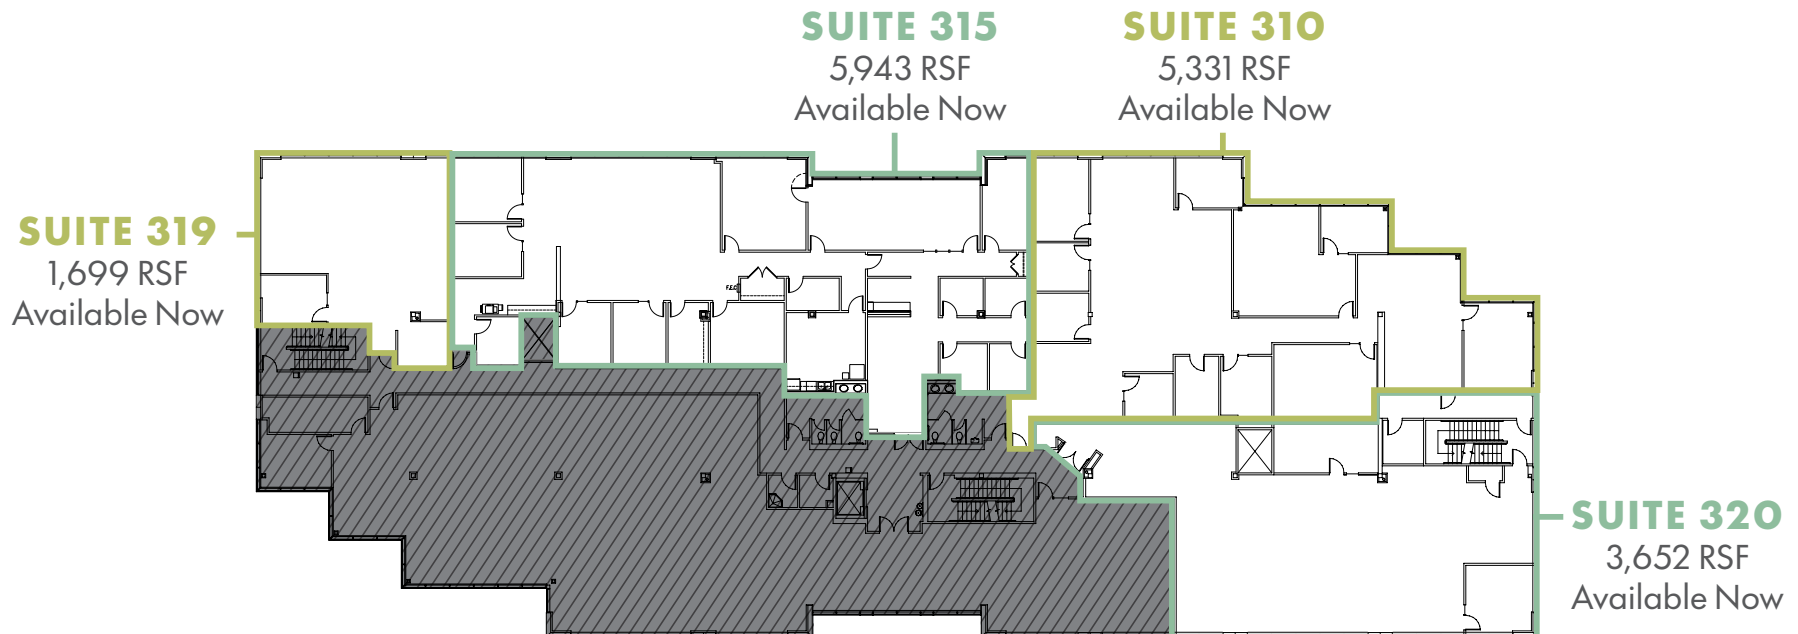 SUITE 315
5,943 RSF
Available Now
SUITE 310
5,331 RSF
Available Now
SUITE 319
1,699 RSF
Available Now
F.E.C.
SUITE 320
3,652 RSF
Available Now